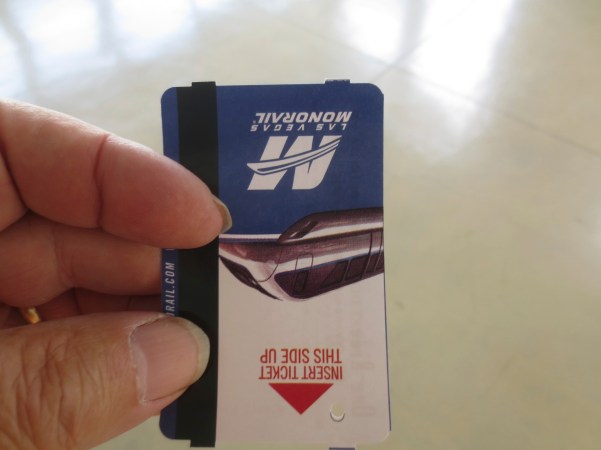 INSERT TICKET
THIS SIDE UP
M
LAS VEGAS
MONORAIL
RAIL.COM